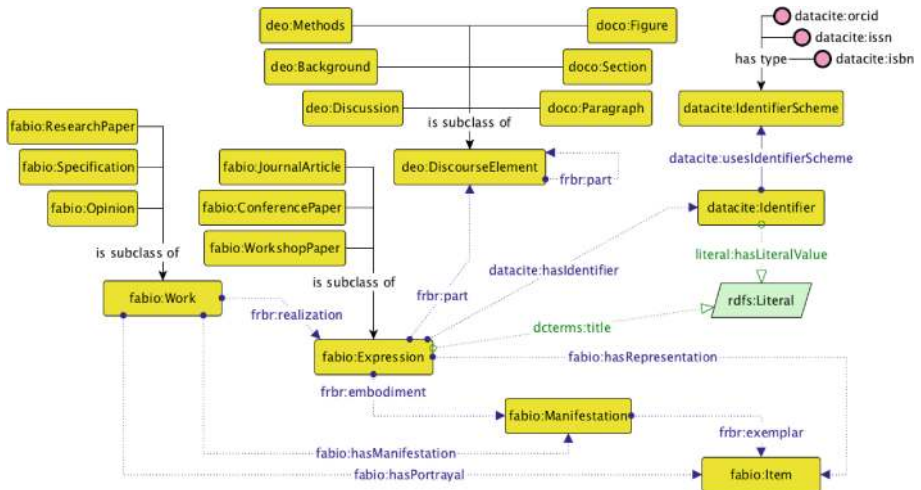 deo:Methods
doco:Figure
datacite:orcid
datacite:issn
has type
datacite:isbn
deo:Background
doco:Section
deo:Discussion
doco:Paragraph
datacite:IdentifierScheme
fabio:ResearchPaper
is subclass of
fabio:Specification
fabio:JournalArticle
deo:DiscourseElement
datacite:usesIdentifierScheme
frbr:part
fabio:Opinion
fabio:ConferencePaper
datacite:Identifier
is subclass of
fabio:WorkshopPaper
literal:hasLiteralValue
datacite:hasIdentifier
is subclass of
frbr:part
fabio:Work
rdfs:Literal
frbr:realization
dcterms:title
fabio:Expression
fabio:hasRepresentation
frbr:embodiment
fabio:Manifestation
frbr:exemplar
fabio:hasManifestation
fabio:hasPortrayal
fabio:Item